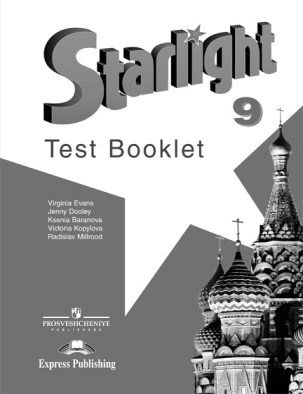 Starlight
9
Test Booklet
Virginia Evans
Jenny Dooley
Ksenia Baranova
Victoria Kopylova
Radislav Millrood
PROSVESHCHENIYE
PUBLISHERS
Express Publishing